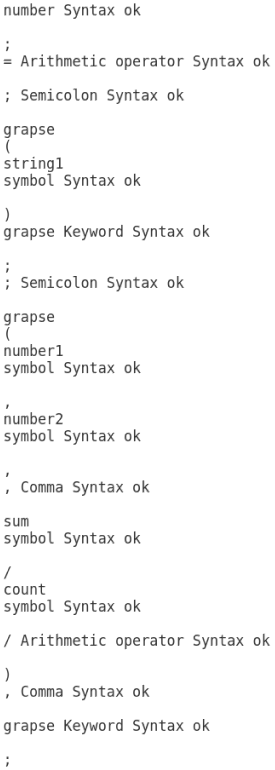 number Syntax ok
;
= Arithmetic operator Syntax ok
; Semicolon Syntax ok
grapse
(
string1
symbol Syntax ok
)
grapse Keyword Syntax ok
;
; Semicolon Syntax ok
grapse
(
number1
symbol Syntax ok
,
number2
symbol Syntax ok
,
, Comma Syntax ok
sum
symbol Syntax ok
/
count
symbol Syntax ok
/ Arithmetic operator Syntax ok
)
, Comma Syntax ok
grapse Keyword Syntax ok
;